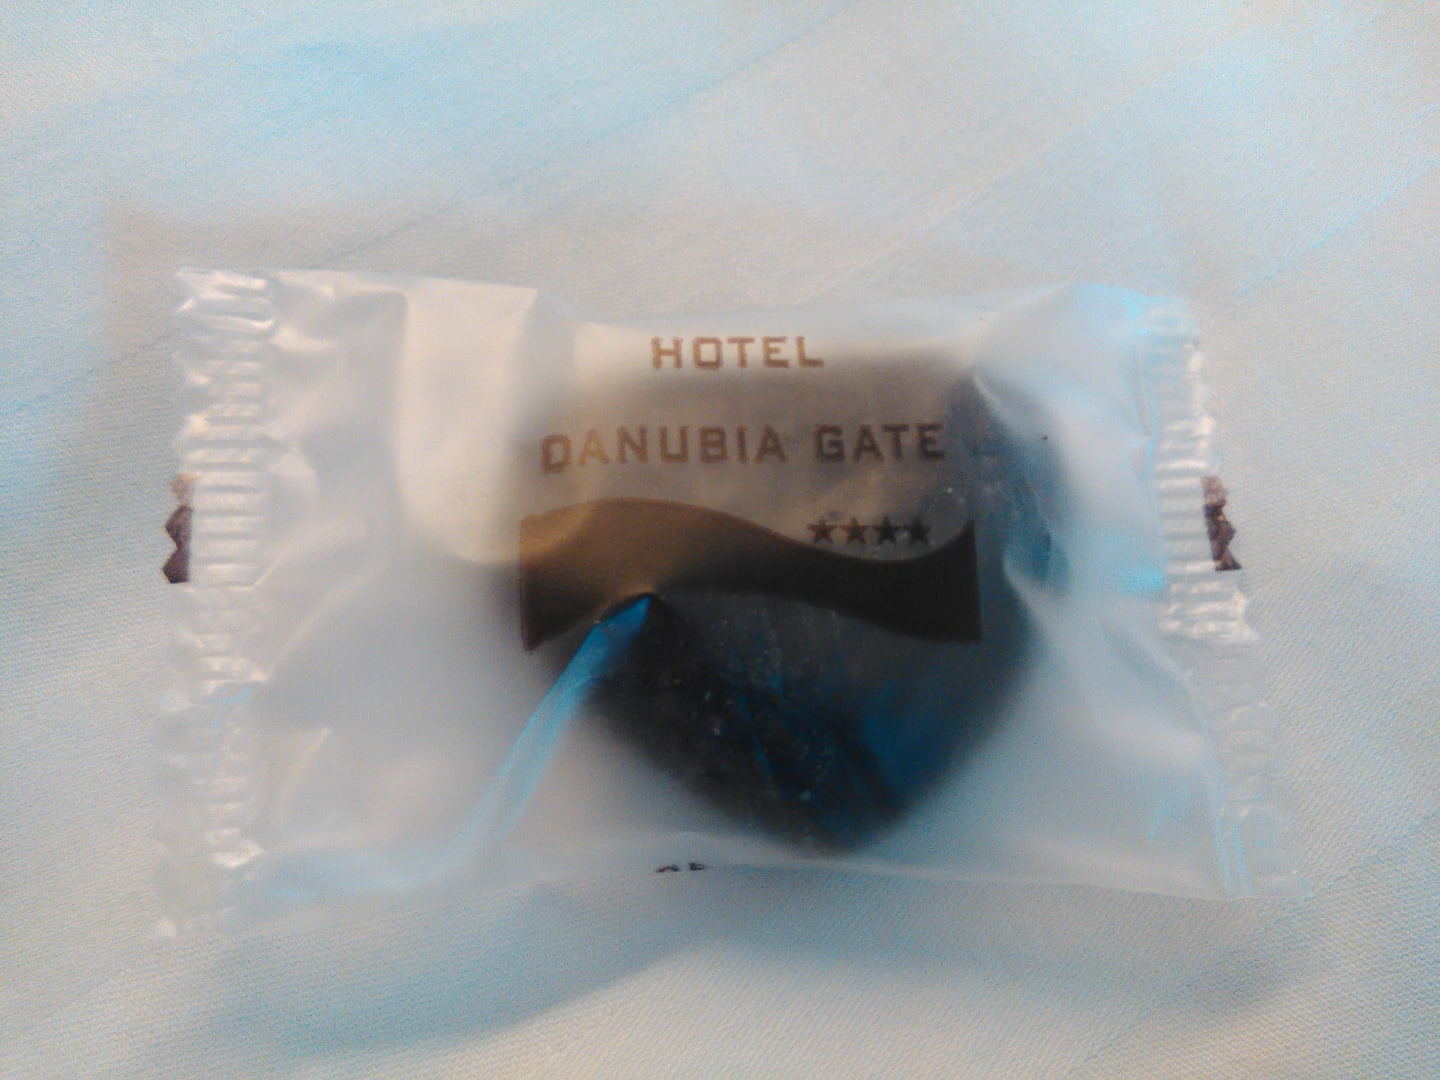 HOTEL
DANUBIA GATE
★★★★